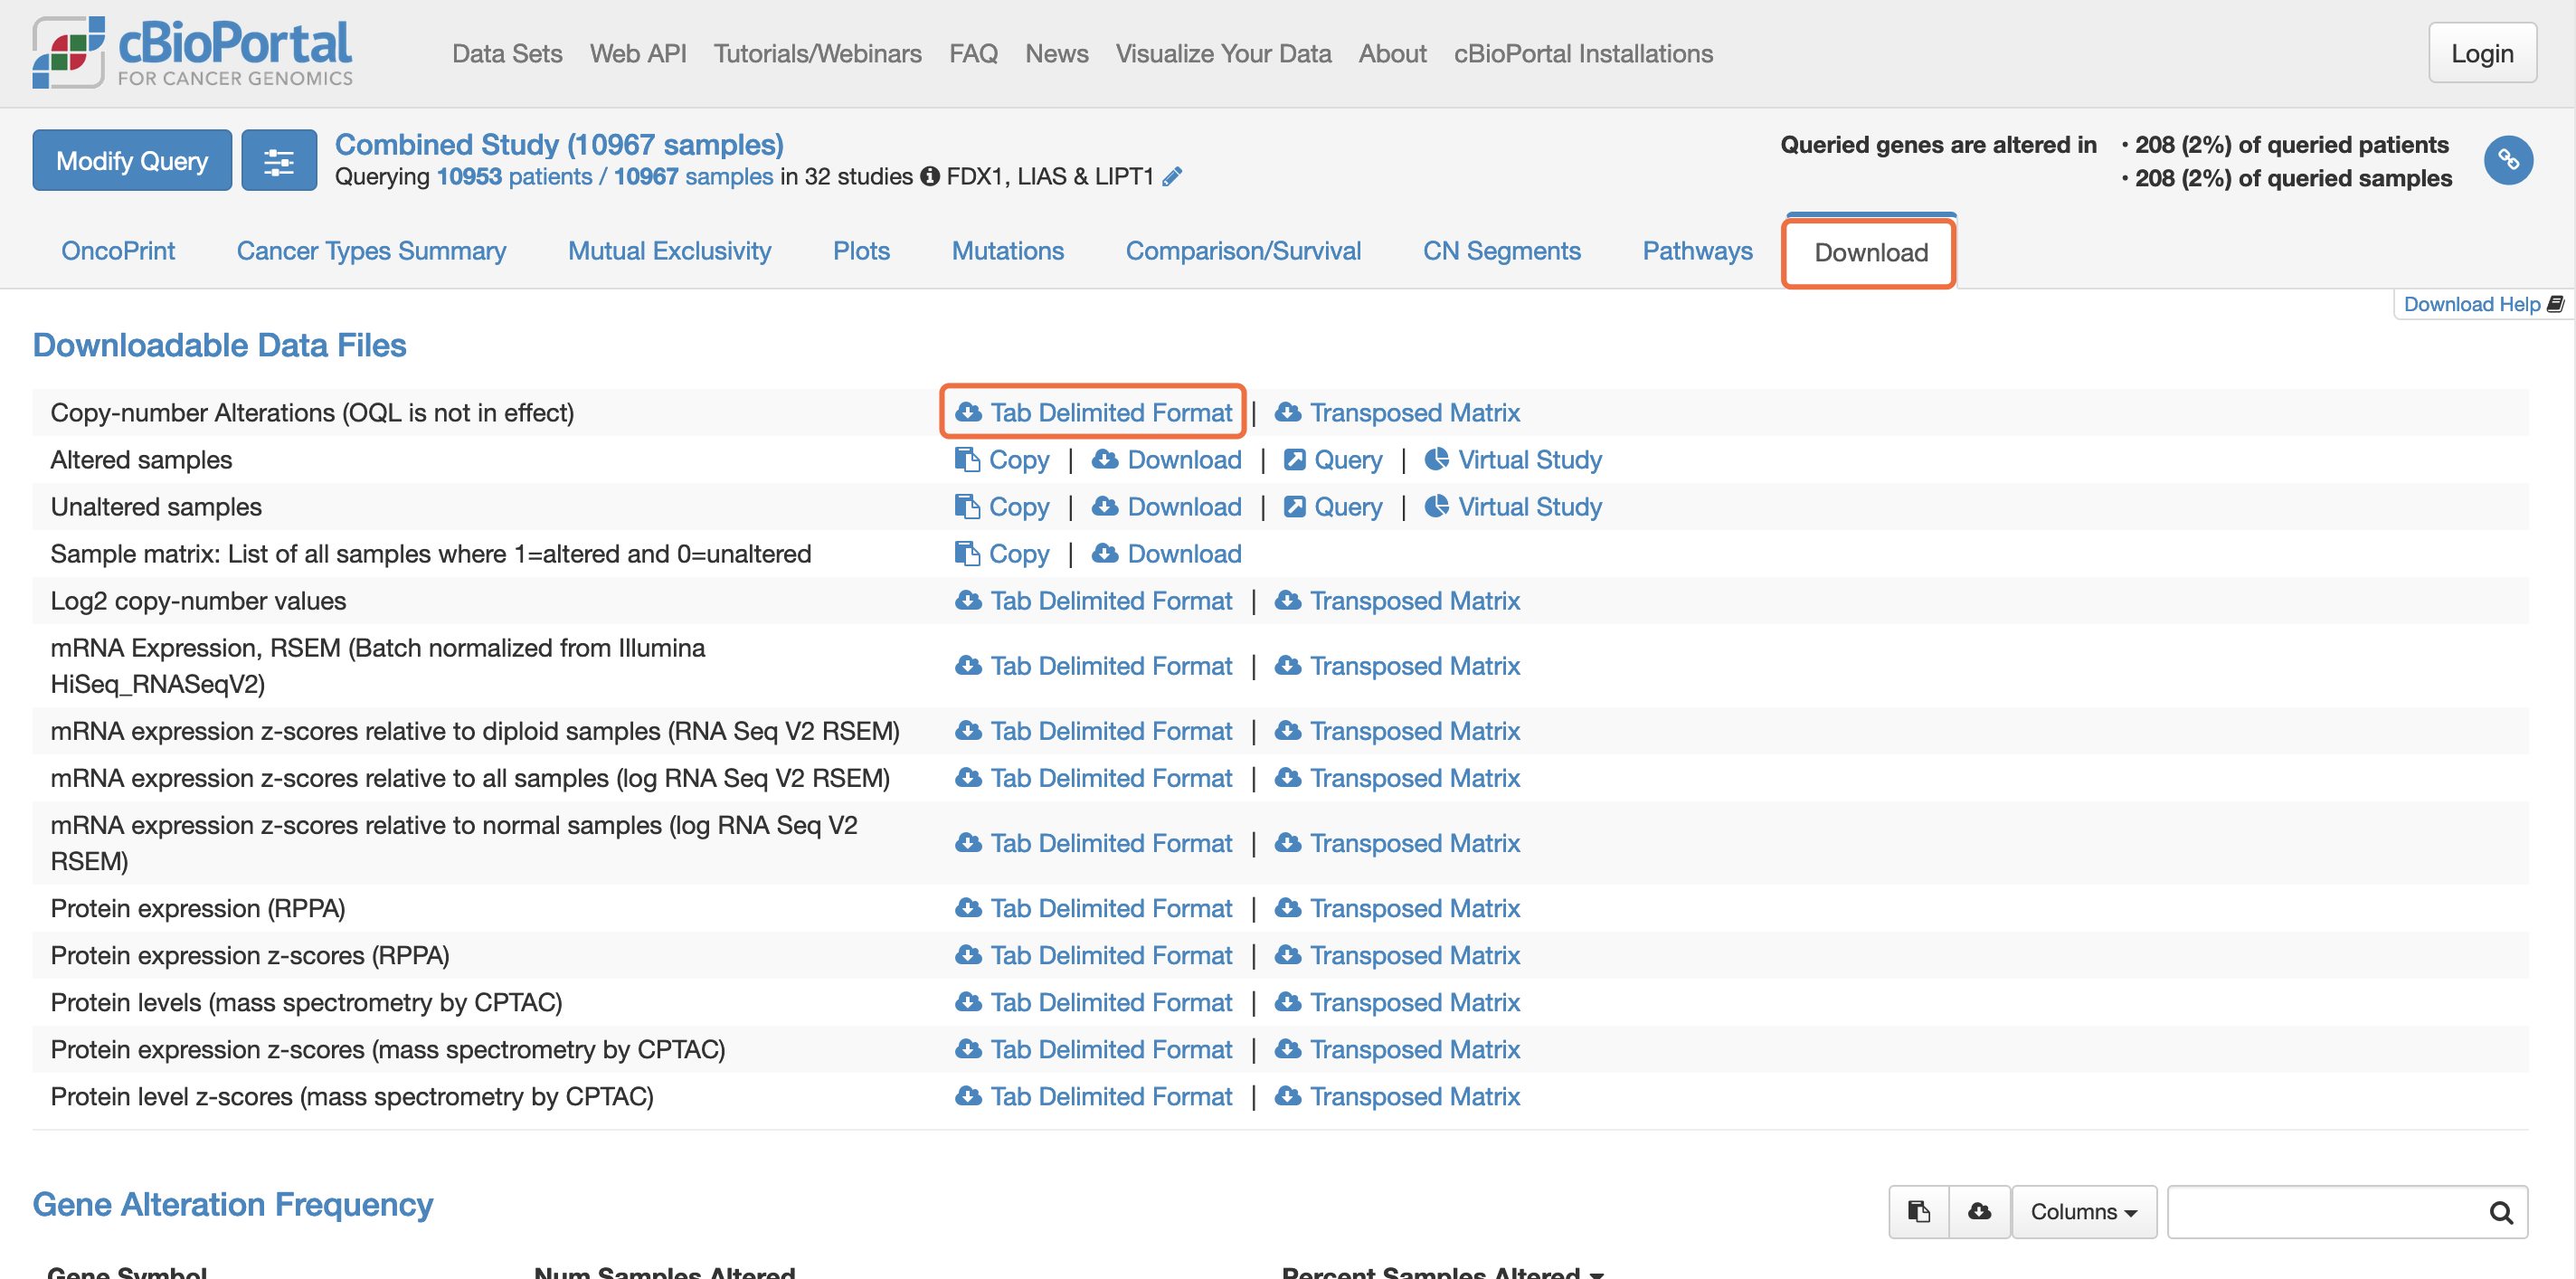 cBioPortal
FOR CANCER GENOMICS
Data Sets Web API Tutorials/Webinars FAQ News Visualize Your Data About cBioPortal Installations
Login
Modify Query
Combined Study (10967 samples)
Querying 10953 patients / 10967 samples in 32 studies FDX1, LIAS & LIPT1
Queried genes are altered in • 208 (2%) of queried patients
• 208 (2%) of queried samples
OncoPrint Cancer Types Summary Mutual Exclusivity Plots Mutations Comparison/Survival CN Segments Pathways Download
Download Help
Downloadable Data Files
Copy-number Alterations (OQL is not in effect) Tab Delimited Format | Transposed Matrix
Altered samples Copy | Download | Query | Virtual Study
Unaltered samples Copy | Download | Query | Virtual Study
Sample matrix: List of all samples where 1=altered and 0=unaltered Copy | Download
Log2 copy-number values Tab Delimited Format | Transposed Matrix
mRNA Expression, RSEM (Batch normalized from Illumina
HiSeq_RNASeqV2) Tab Delimited Format | Transposed Matrix
mRNA expression z-scores relative to diploid samples (RNA Seq V2 RSEM) Tab Delimited Format | Transposed Matrix
mRNA expression z-scores relative to all samples (log RNA Seq V2 RSEM) Tab Delimited Format | Transposed Matrix
mRNA expression z-scores relative to normal samples (log RNA Seq V2
RSEM) Tab Delimited Format | Transposed Matrix
Protein expression (RPPA) Tab Delimited Format | Transposed Matrix
Protein expression z-scores (RPPA) Tab Delimited Format | Transposed Matrix
Protein levels (mass spectrometry by CPTAC) Tab Delimited Format | Transposed Matrix
Protein expression z-scores (mass spectrometry by CPTAC) Tab Delimited Format | Transposed Matrix
Protein level z-scores (mass spectrometry by CPTAC) Tab Delimited Format | Transposed Matrix
Gene Alteration Frequency
Columns
Gene Symbol Num Samples Altered Percent Samples Altered